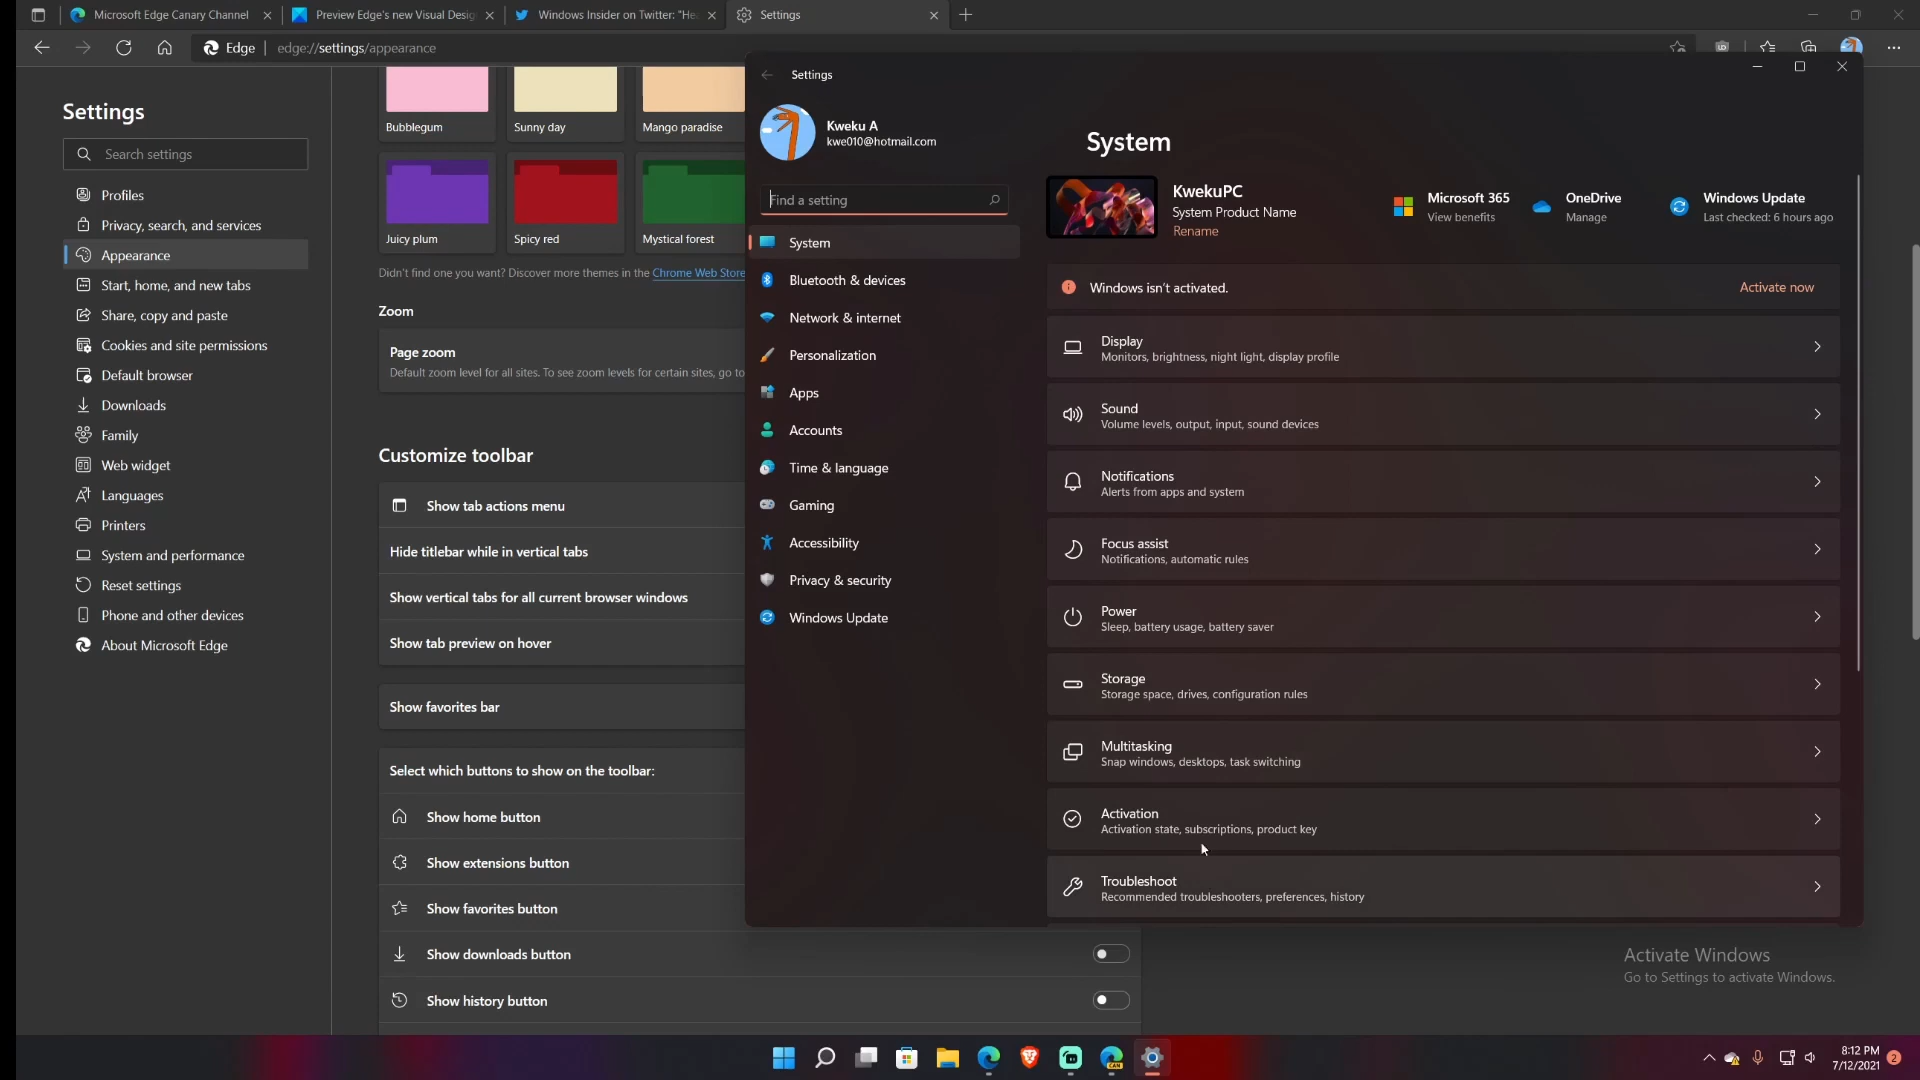 Microsoft Edge Canary Channel
Preview Edge's new Visual Desig
Windows Insider on Twitter: "He
Settings
Edge
edge://settings/appearance
Settings
Search settings
Profiles
Privacy, search, and services
Appearance
Start, home, and new tabs
Share, copy and paste
Cookies and site permissions
Default browser
Downloads
Family
Web widget
Languages
Printers
System and performance
Reset settings
Phone and other devices
About Microsoft Edge
Bubblegum
Sunny day
Mango paradise
Juicy plum
Spicy red
Mystical forest
Didn't find one you want? Discover more themes in the Chrome Web Store
Zoom
Page zoom
Default zoom level for all sites. To see zoom levels for certain sites, go to
Customize toolbar
Show tab actions menu
Hide titlebar while in vertical tabs
Show vertical tabs for all current browser windows
Show tab preview on hover
Show favorites bar
Select which buttons to show on the toolbar:
Show home button
Show extensions button
Show favorites button
Show downloads button
Show history button
Settings
Kweku A
kwe010@hotmail.com
Find a setting
System
Bluetooth & devices
Network & internet
Personalization
Apps
Accounts
Time & language
Gaming
Accessibility
Privacy & security
Windows Update
System
KwekuPC
System Product Name
Rename
Microsoft 365
View benefits
OneDrive
Manage
Windows Update
Last checked: 6 hours ago
Windows isn't activated.
Activate now
Display
Monitors, brightness, night light, display profile
Sound
Volume levels, output, input, sound devices
Notifications
Alerts from apps and system
Focus assist
Notifications, automatic rules
Power
Sleep, battery usage, battery saver
Storage
Storage space, drives, configuration rules
Multitasking
Snap windows, desktops, task switching
Activation
Activation state, subscriptions, product key
Troubleshoot
Recommended troubleshooters, preferences, history
Activate Windows
Go to Settings to activate Windows.
CAN
8:12 PM
7/12/2021
2